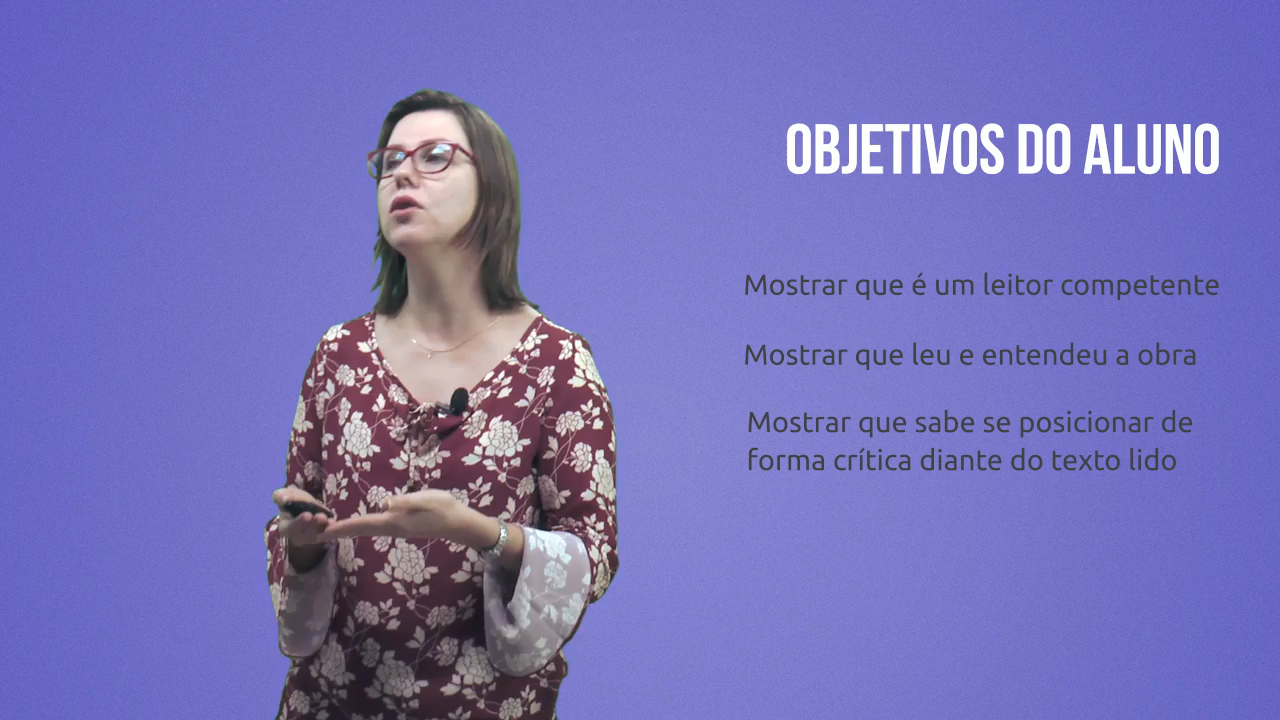 OBJETIVOS DO ALUNO
Mostrar que é um leitor competente
Mostrar que leu e entendeu a obra
Mostrar que sabe se posicionar de
forma crítica diante do texto lido